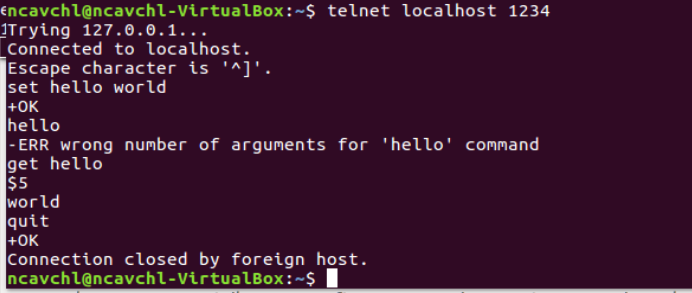 ncavchl@ncavchl-VirtualBox:~$ telnet localhost 1234
Trying 127.0.0.1...
Connected to localhost.
Escape character is '^]'.
set hello world
+OK
hello
-ERR wrong number of arguments for 'hello' command
get hello
$5
world
quit
+OK
Connection closed by foreign host.
ncavchl@ncavchl-VirtualBox:~$